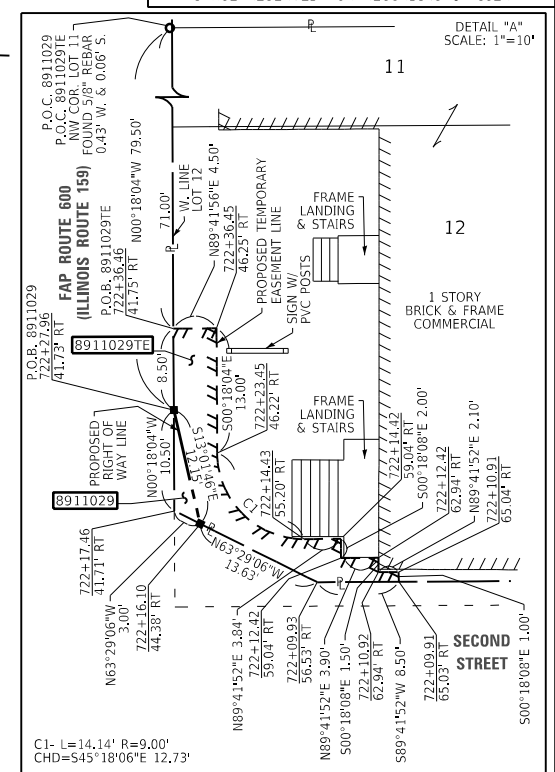 DETAIL "A"
SCALE: 1"=10'
P.O.C. 8911029
P.O.C. 8911029TE
NW COR. LOT 11
FOUND 5/8" REBAR
0.43' W. & 0.06' S.
11
12
FAP ROUTE 600
(ILLINOIS ROUTE 159)
N00°18'04"W 79.50'
71.00'
W. LINE
LOT 12
P.O.B. 8911029TE
722+36.46
41.75' RT
N89°41'56"E 4.50'
722+36.45
46.25' RT
PROPOSED TEMPORARY
EASEMENT LINE
SIGN W/
PVC POSTS
FRAME
LANDING
& STAIRS
1 STORY
BRICK & FRAME
COMMERCIAL
P.O.B. 8911029
722+27.96
41.73' RT
8911029TE
8.50'
S00°18'04"E
13.00'
722+23.45
46.22' RT
FRAME
LANDING
& STAIRS
PROPOSED
RIGHT OF
WAY LINE
N00°18'04"W
10.50'
S13°01'46"E
12.15'
8911029
C1
722+14.43
55.20' RT
722+14.42
59.04' RT
S00°18'08"E 2.00'
722+12.42
62.94' RT
N89°41'52"E 2.10'
722+10.91
65.04' RT
722+17.46
41.71' RT
N63°29'06"W
3.00'
722+16.10
44.38' RT
N63°29'06"W
13.63'
N89°41'52"E 3.84'
722+12.42
59.04' RT
722+09.93
56.53' RT
N89°41'52"E 3.90'
S00°18'08"E 1.50'
722+10.92
62.94' RT
S89°41'52"W 8.50'
722+09.91
65.03' RT
SECOND
STREET
S00°18'08"E 1.00'
C1- L=14.14' R=9.00'
CHD=S45°18'06"E 12.73'